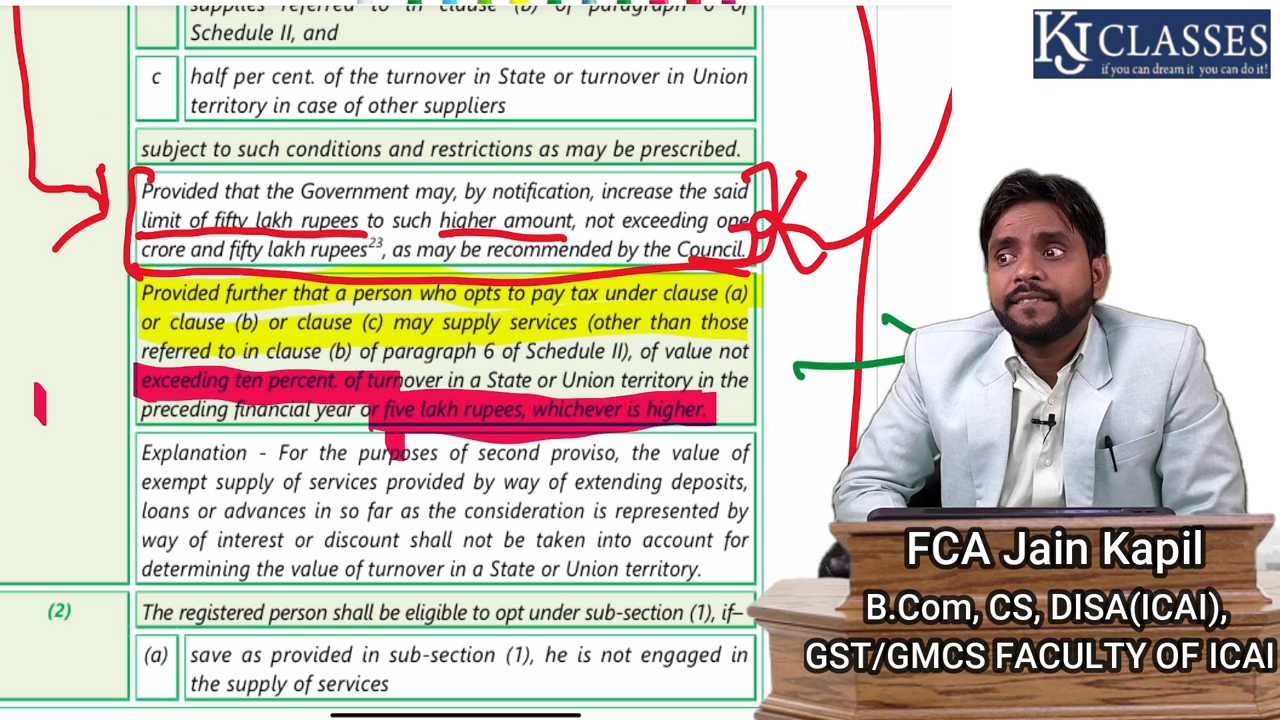 supplies referred to in clause (b) of paragraph 6 of
Schedule II, and
c half per cent. of the turnover in State or turnover in Union
territory in case of other suppliers
subject to such conditions and restrictions as may be prescribed.
Provided that the Government may, by notification, increase the said
limit of fifty lakh rupees to such higher amount, not exceeding one
crore and fifty lakh rupees23, as may be recommended by the Council.
Provided further that a person who opts to pay tax under clause (a)
or clause (b) or clause (c) may supply services (other than those
referred to in clause (b) of paragraph 6 of Schedule II), of value not
exceeding ten percent. of turnover in a State or Union territory in the
preceding financial year or five lakh rupees, whichever is higher.
Explanation - For the purposes of second proviso, the value of
exempt supply of services provided by way of extending deposits,
loans or advances in so far as the consideration is represented by
way of interest or discount shall not be taken into account for
determining the value of turnover in a State or Union territory.
(2) The registered person shall be eligible to opt under sub-section (1), if–
(a) save as provided in sub-section (1), he is not engaged in
the supply of services
KJ CLASSES
if you can dream it you can do it!
FCA Jain Kapil
B.Com, CS, DISA(ICAI),
GST/GMCS FACULTY OF ICAI